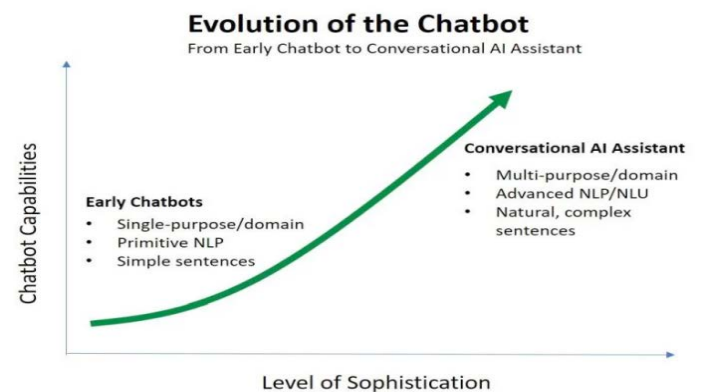 Evolution of the Chatbot
From Early Chatbot to Conversational AI Assistant
Chatbot Capabilities
Early Chatbots
• Single-purpose/domain
• Primitive NLP
• Simple sentences
Conversational AI Assistant
• Multi-purpose/domain
• Advanced NLP/NLU
• Natural, complex
sentences
Level of Sophistication